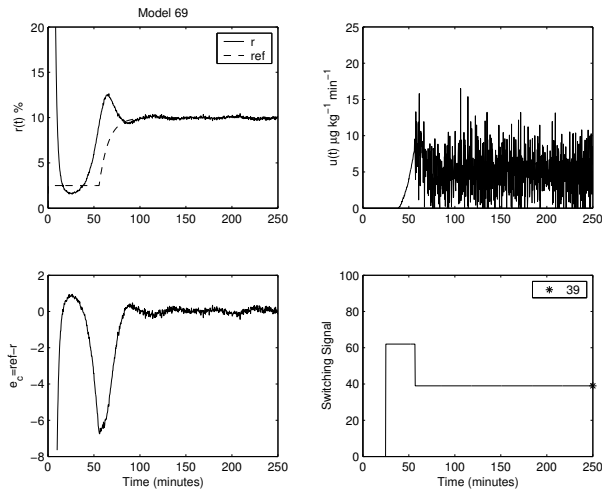 Model 69
20
15
10
5
0
r(t) %
0 50 100 150 200 250
r
ref
25
20
15
10
5
0
u(t) µg kg⁻¹ min⁻¹
0 50 100 150 200 250
2
0
−2
−4
−6
−8
e_c=ref−r
0 50 100 150 200 250
Time (minutes)
100
80
60
40
20
0
Switching Signal
39
0 50 100 150 200 250
Time (minutes)